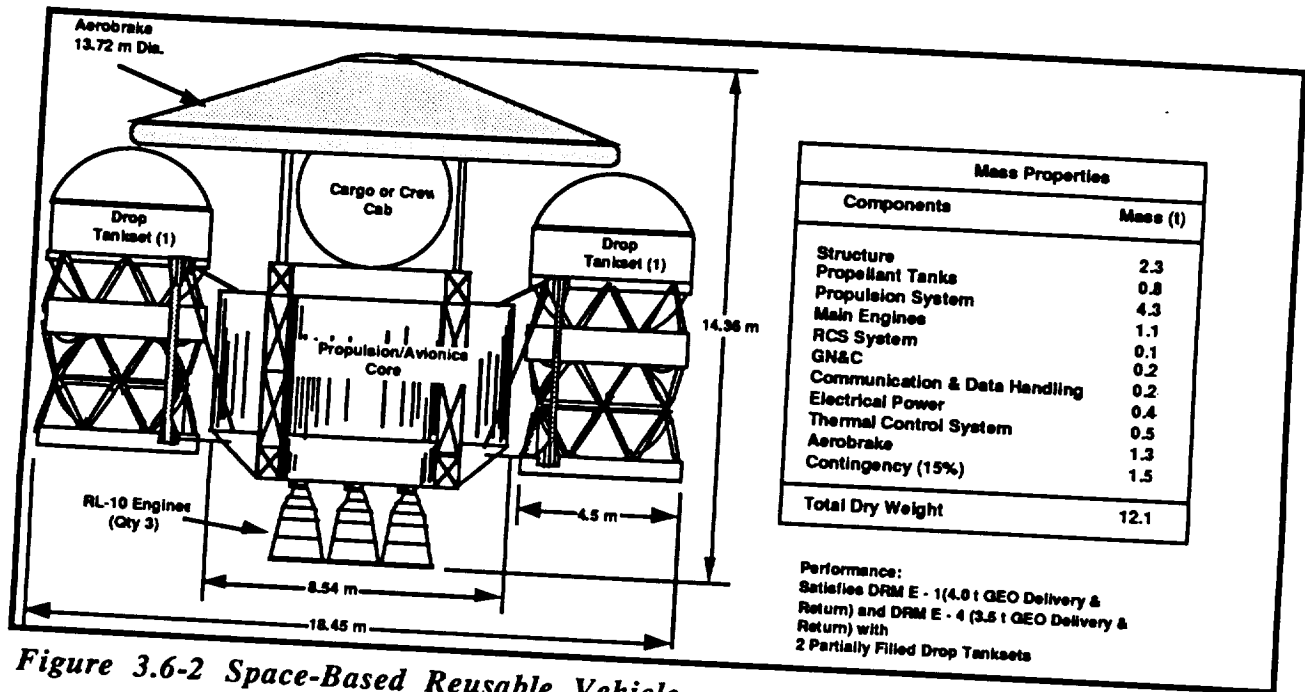 Aerobrake
13.72 m Dia.
Cargo or Crew
Cab
Drop
Tankset (1)
Drop
Tankset (1)
14.36 m
Propulsion/Avionics
Core
RL-10 Engines
(Qty 3)
4.5 m
8.54 m
18.45 m
Mass Properties
Components Mass (t)
Structure 2.3
Propellant Tanks 0.8
Propulsion System 4.3
Main Engines 1.1
RCS System 0.1
GN&C 0.2
Communication & Data Handling 0.2
Electrical Power 0.4
Thermal Control System 0.5
Aerobrake 1.3
Contingency (15%) 1.5
Total Dry Weight 12.1
Performance:
Satisfies DRM E - 1(4.0 t GEO Delivery &
Return) and DRM E - 4 (3.5 t GEO Delivery &
Return) with
2 Partially Filled Drop Tanksets
Figure 3.6-2 Space-Based Reusable Vehicle